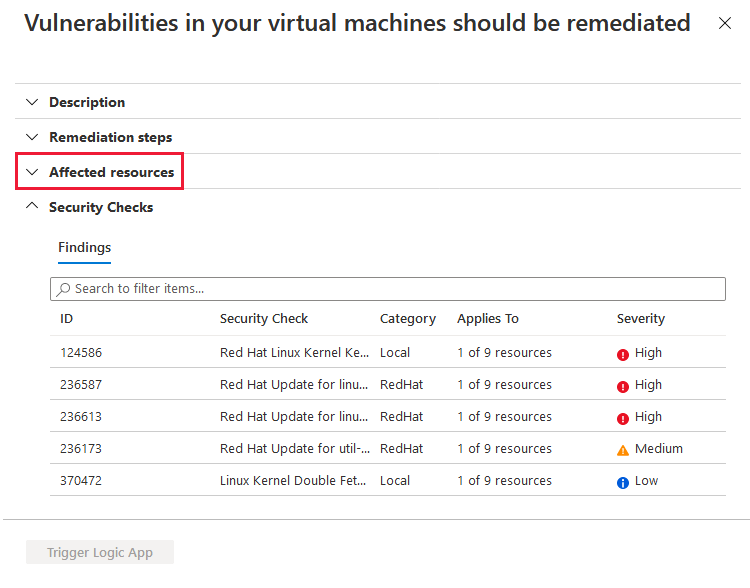 Vulnerabilities in your virtual machines should be remediated
Description
Remediation steps
Affected resources
Security Checks
Findings
Search to filter items...
ID Security Check Category Applies To Severity
124586 Red Hat Linux Kernel Ke... Local 1 of 9 resources High
236587 Red Hat Update for linu... RedHat 1 of 9 resources High
236613 Red Hat Update for linu... RedHat 1 of 9 resources High
236173 Red Hat Update for util-... RedHat 1 of 9 resources Medium
370472 Linux Kernel Double Fet... Local 1 of 9 resources Low
Trigger Logic App